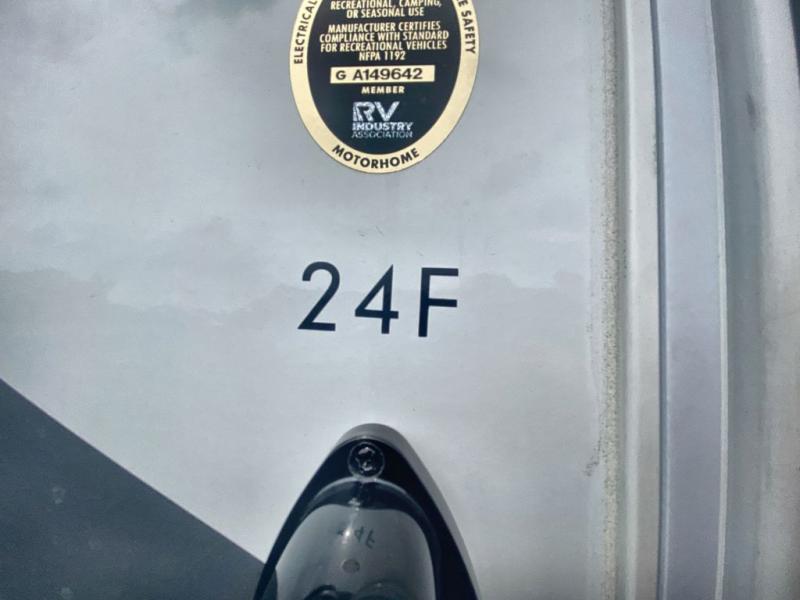 ELECTRICAL
RECREATIONAL, CAMPING,
OR SEASONAL USE
MANUFACTURER CERTIFIES
COMPLIANCE WITH STANDARD
FOR RECREATIONAL VEHICLES
NFPA 1192
G A149642
MEMBER
RV
INDUSTRY
ASSOCIATION
MOTORHOME
SAFETY
24F